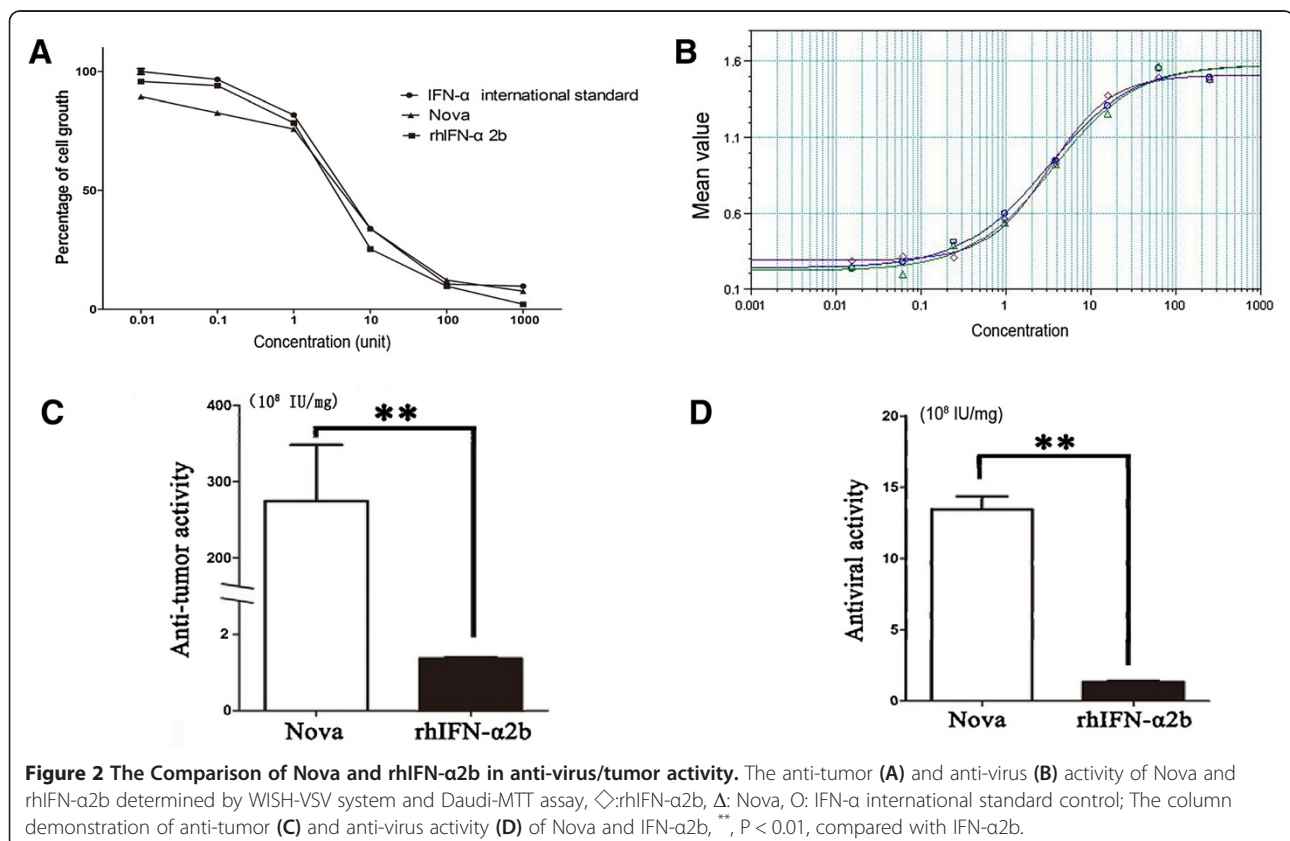 A
100
50
0
Percentage of cell grouth
0.01 0.1 1 10 100 1000
Concentration (unit)
IFN-α international standard
Nova
rhIFN-α 2b
B
1.6
1.1
0.6
0.1
Mean value
0.001 0.01 0.1 1 10 100 1000
Concentration
C
(10⁸ IU/mg)
**
400
300
200
2
0
Anti-tumor activity
Nova rhIFN-α2b
D
(10⁸ IU/mg)
**
20
15
10
5
0
Antiviral activity
Nova rhIFN-α2b
Figure 2 The Comparison of Nova and rhIFN-α2b in anti-virus/tumor activity. The anti-tumor (A) and anti-virus (B) activity of Nova and
rhIFN-α2b determined by WISH-VSV system and Daudi-MTT assay, ◇:rhIFN-α2b, Δ: Nova, O: IFN-α international standard control; The column
demonstration of anti-tumor (C) and anti-virus activity (D) of Nova and IFN-α2b, **, P < 0.01, compared with IFN-α2b.